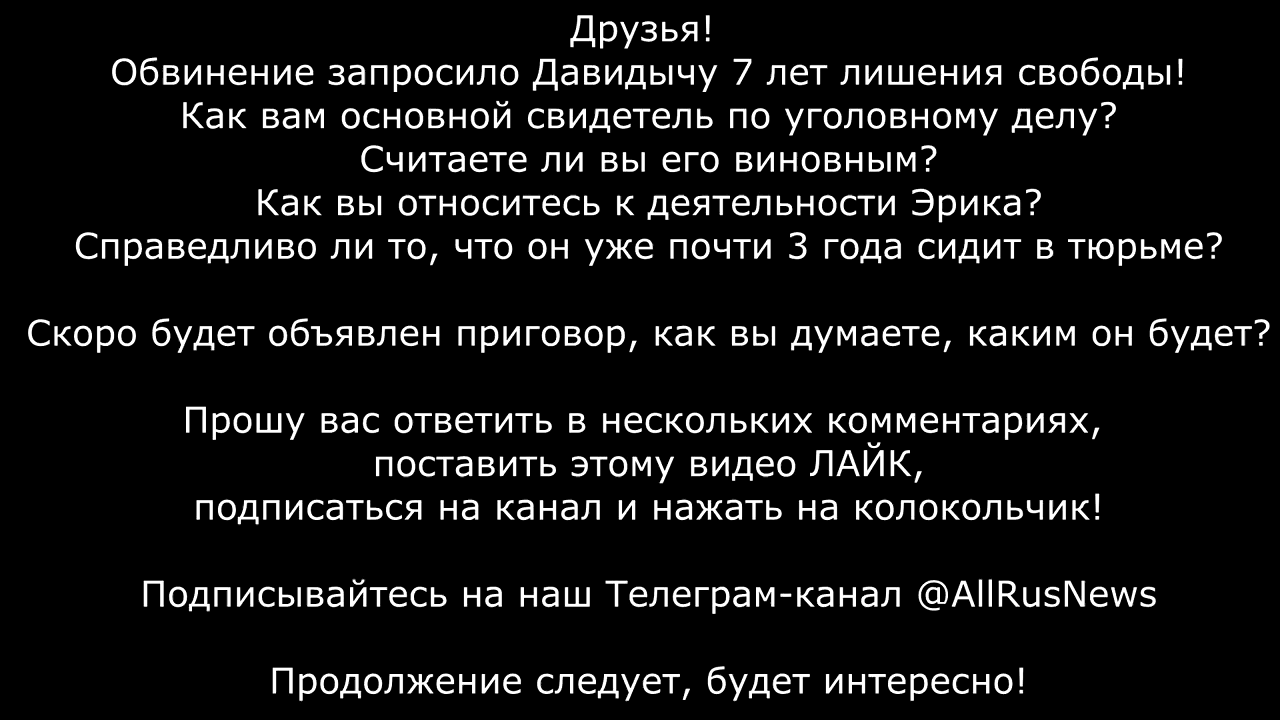 Друзья!
Обвинение запросило Давидычу 7 лет лишения свободы!
Как вам основной свидетель по уголовному делу?
Считаете ли вы его виновным?
Как вы относитесь к деятельности Эрика?
Справедливо ли то, что он уже почти 3 года сидит в тюрьме?
Скоро будет объявлен приговор, как вы думаете, каким он будет?
Прошу вас ответить в нескольких комментариях,
поставить этому видео ЛАЙК,
подписаться на канал и нажать на колокольчик!
Подписывайтесь на наш Телеграм-канал @AllRusNews
Продолжение следует, будет интересно!